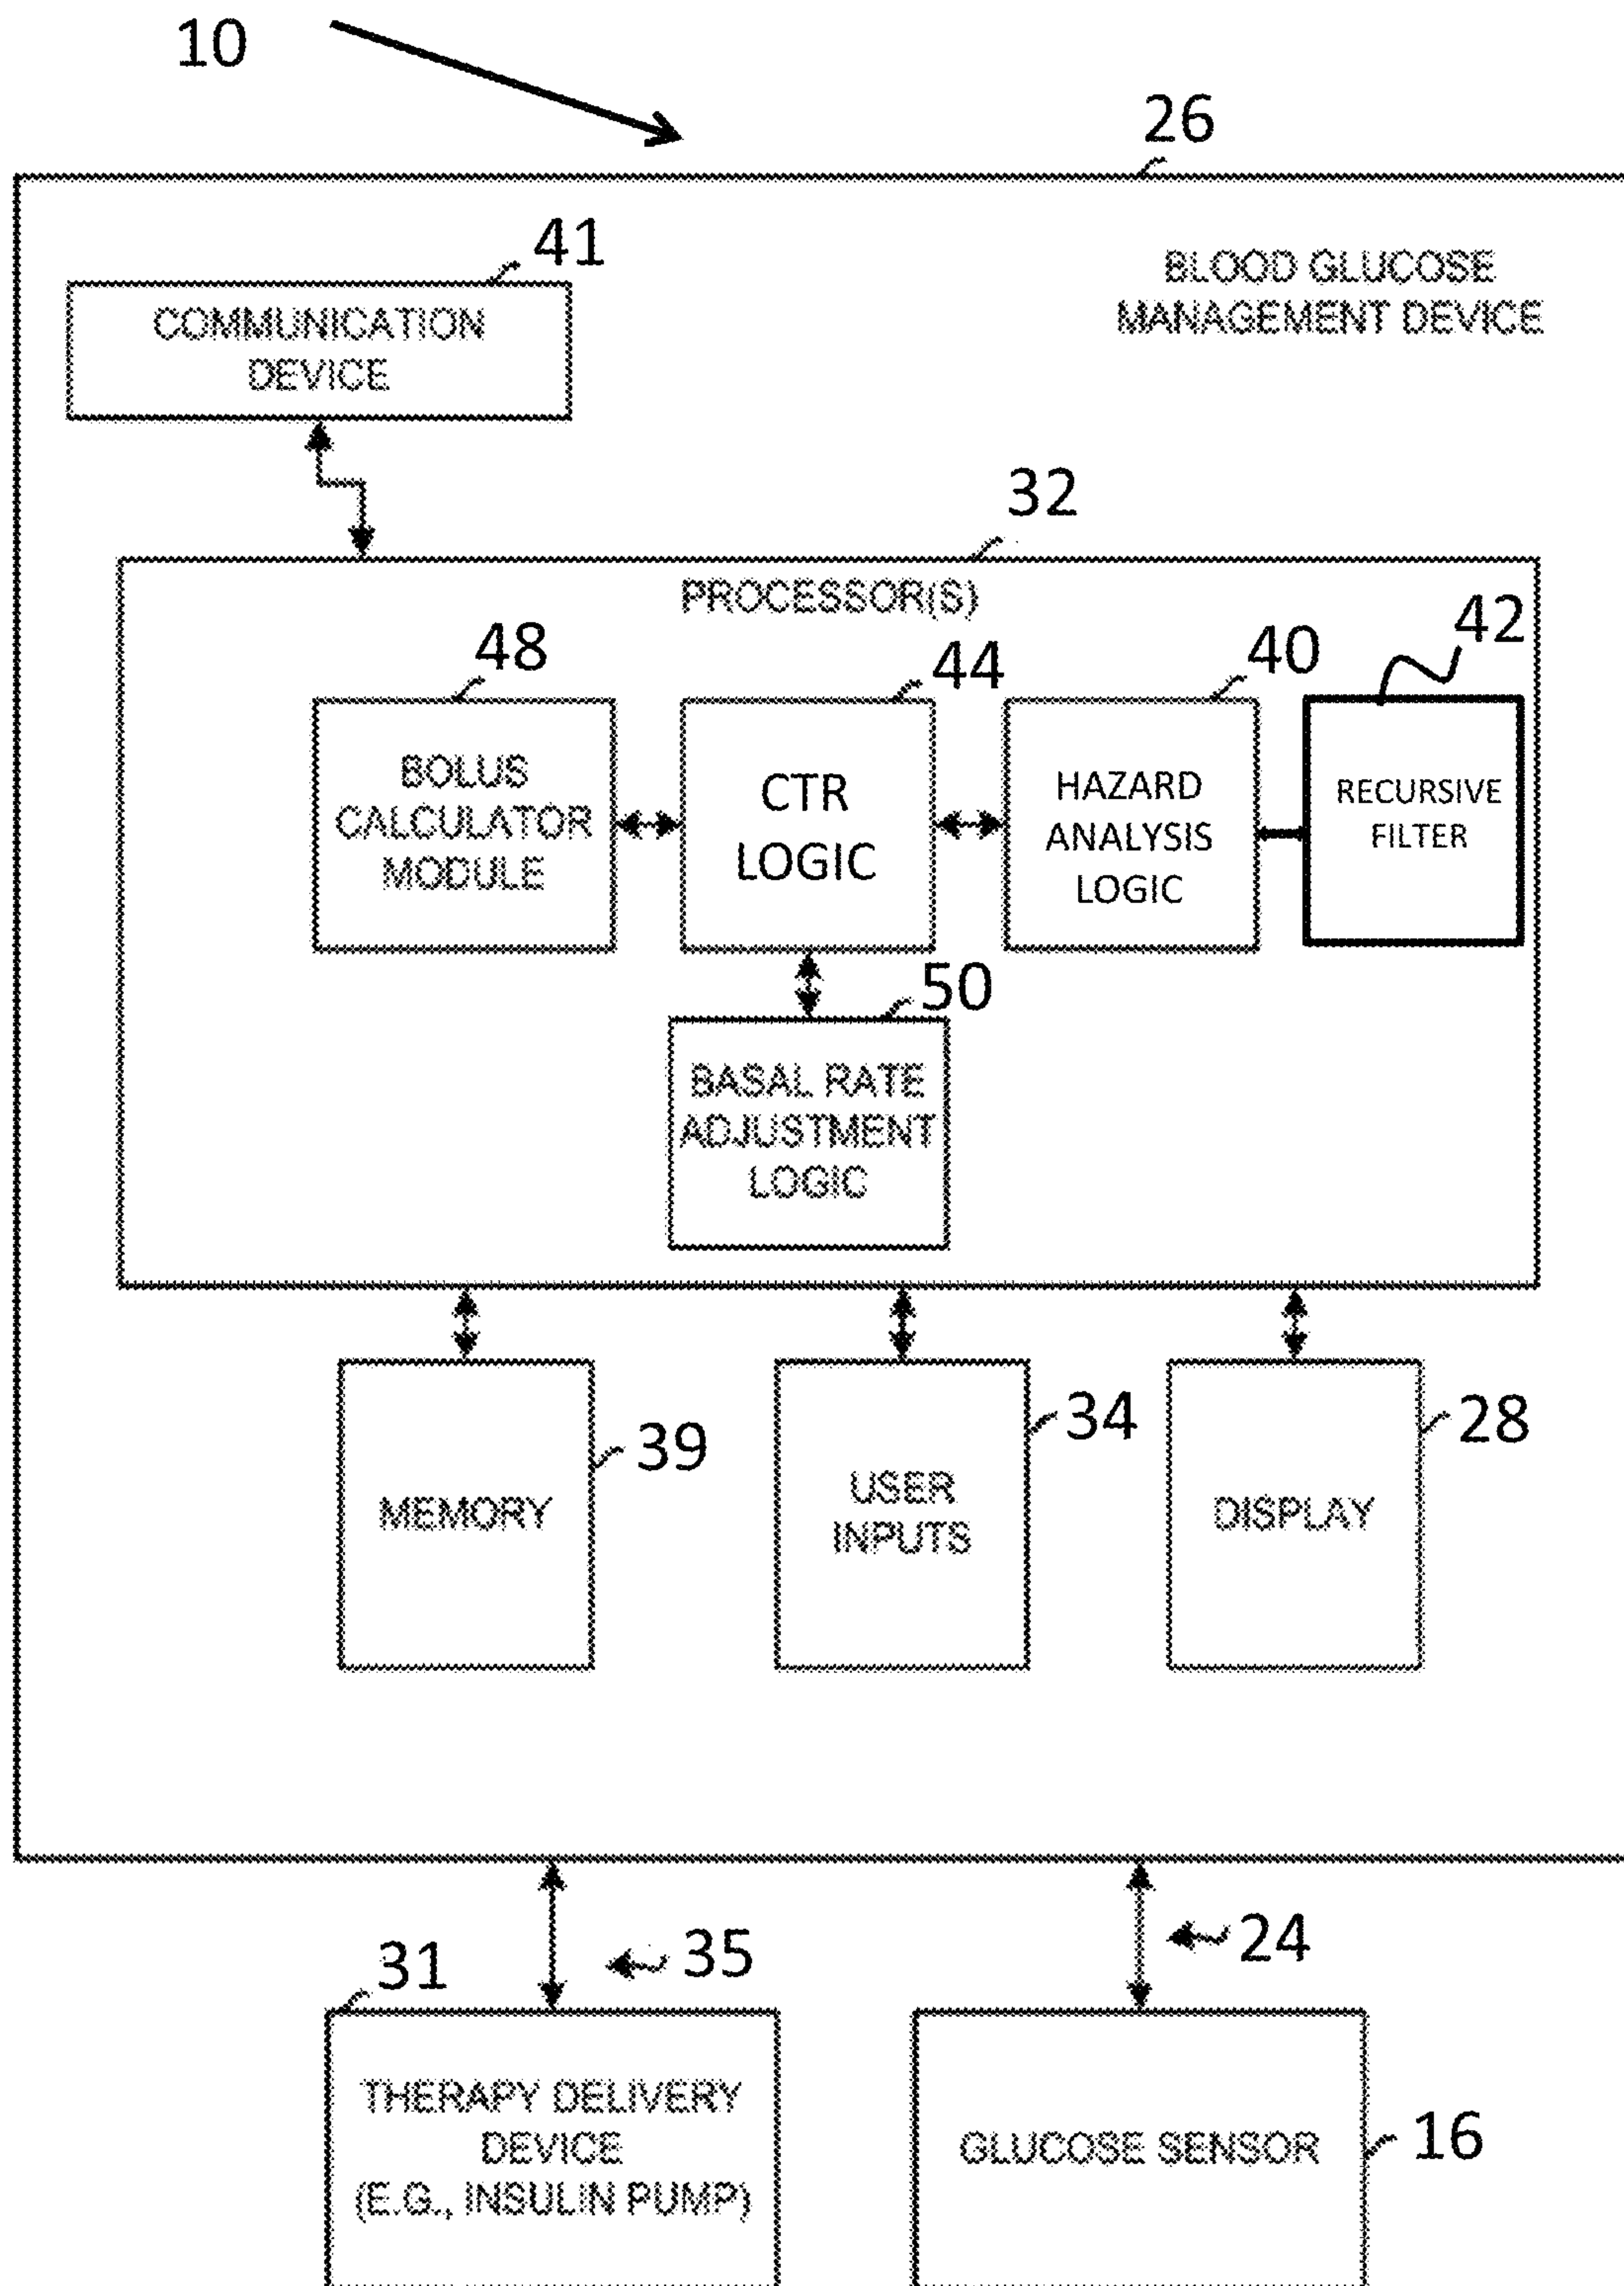 10
26
41
BLOOD GLUCOSE
MANAGEMENT DEVICE
COMMUNICATION
DEVICE
32
PROCESSOR(S)
48
44
40
42
BOLUS
CALCULATOR
MODULE
CTR
LOGIC
HAZARD
ANALYSIS
LOGIC
RECURSIVE
FILTER
50
BASAL RATE
ADJUSTMENT
LOGIC
39
34
28
MEMORY
USER
INPUTS
DISPLAY
31
35
24
THERAPY DELIVERY
DEVICE
(E.G., INSULIN PUMP)
GLUCOSE SENSOR
16